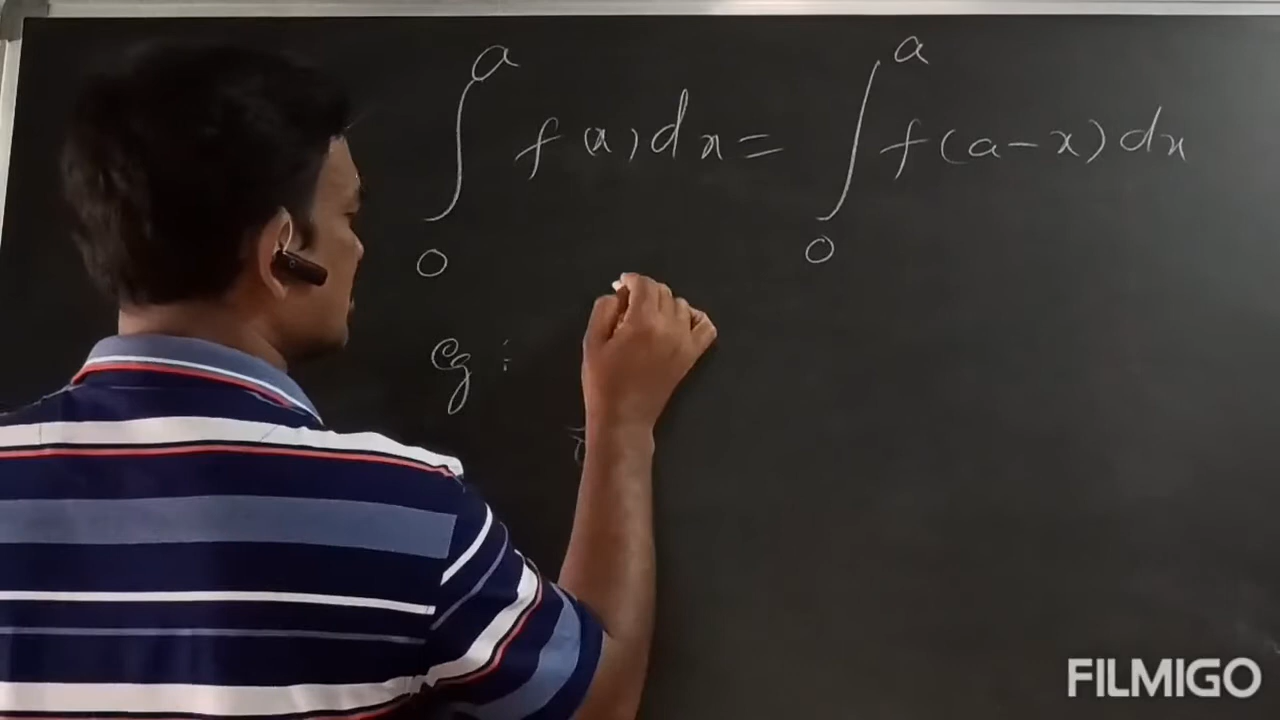 ∫₀ᵃ f(x)dx = ∫₀ᵃ f(a-x)dx
eg :
FILMIGO